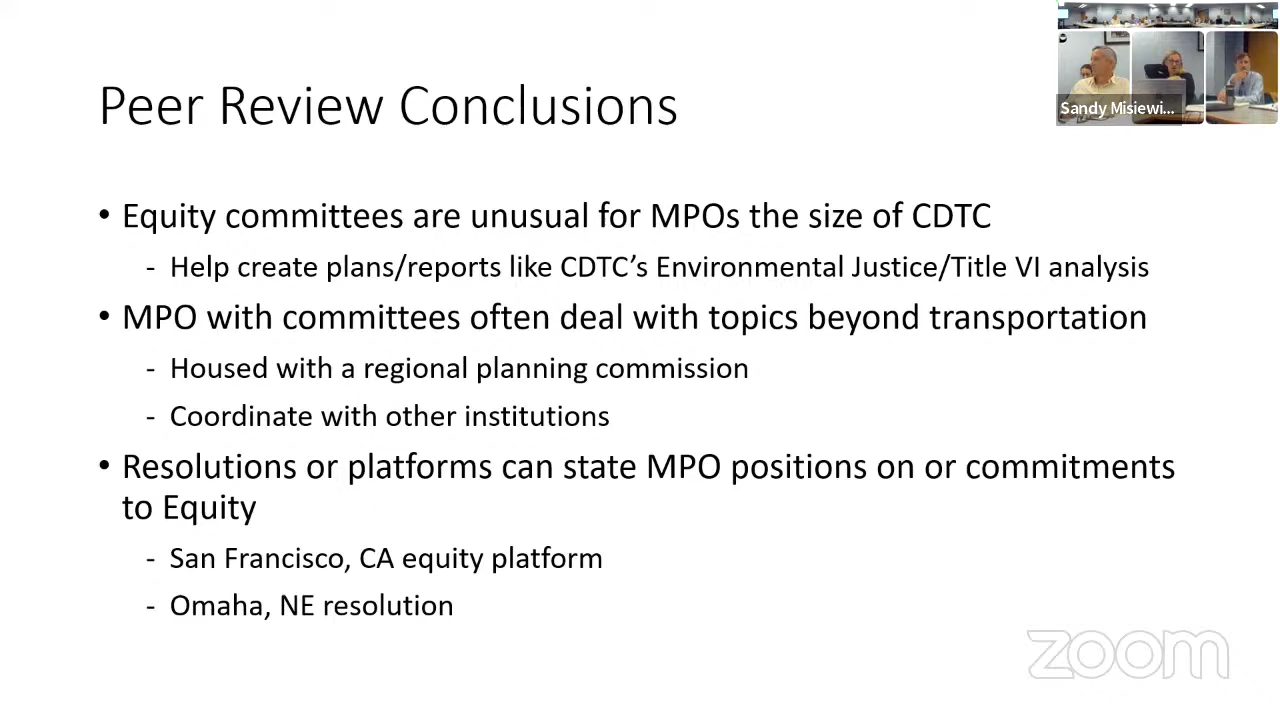 Sandy Misiewi...
Peer Review Conclusions
• Equity committees are unusual for MPOs the size of CDTC
- Help create plans/reports like CDTC’s Environmental Justice/Title VI analysis
• MPO with committees often deal with topics beyond transportation
- Housed with a regional planning commission
- Coordinate with other institutions
• Resolutions or platforms can state MPO positions on or commitments
to Equity
- San Francisco, CA equity platform
- Omaha, NE resolution
zoom